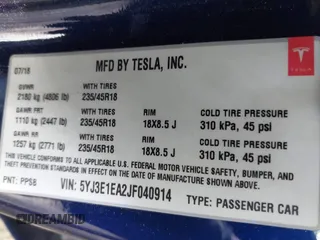 07/18
MFD BY TESLA, INC.
TESLA
GVWR WITH TIRES
2180 kg (4806 lb) 235/45R18
GAWR FRT WITH TIRES RIM COLD TIRE PRESSURE
1110 kg (2447 lb) 235/45R18 18X8.5 J 310 kPa, 45 psi
GAWR RR WITH TIRES RIM COLD TIRE PRESSURE
1257 kg (2771 lb) 235/45R18 18X8.5 J 310 kPa, 45 psi
THIS VEHICLE CONFORMS TO ALL APPLICABLE U.S. FEDERAL MOTOR VEHICLE SAFETY, BUMPER, AND
THEFT PREVENTION STANDARDS IN EFFECT ON THE DATE OF MANUFACTURE SHOWN ABOVE.
PNT: PPSB VIN: 5YJ3E1EA2JF040914 TYPE: PASSENGER CAR
IDREAMBID